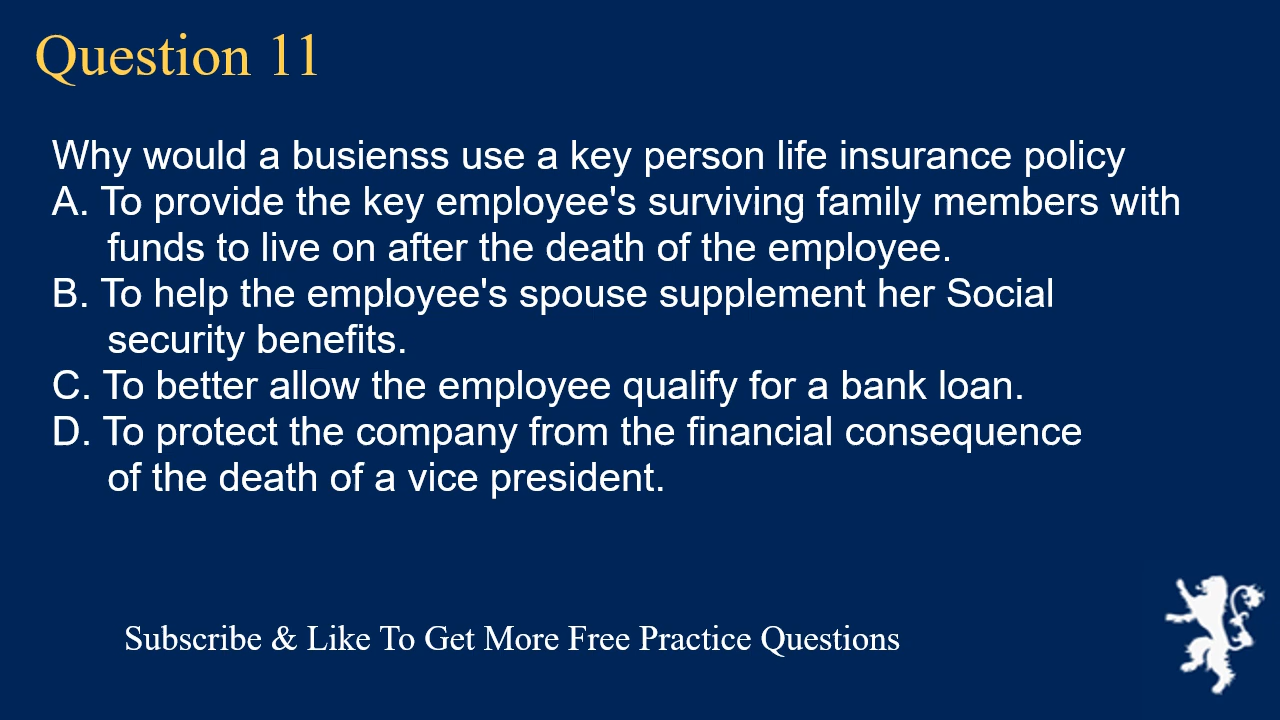 Question 11
Why would a busienss use a key person life insurance policy
A. To provide the key employee's surviving family members with
funds to live on after the death of the employee.
B. To help the employee's spouse supplement her Social
security benefits.
C. To better allow the employee qualify for a bank loan.
D. To protect the company from the financial consequence
of the death of a vice president.
Subscribe & Like To Get More Free Practice Questions